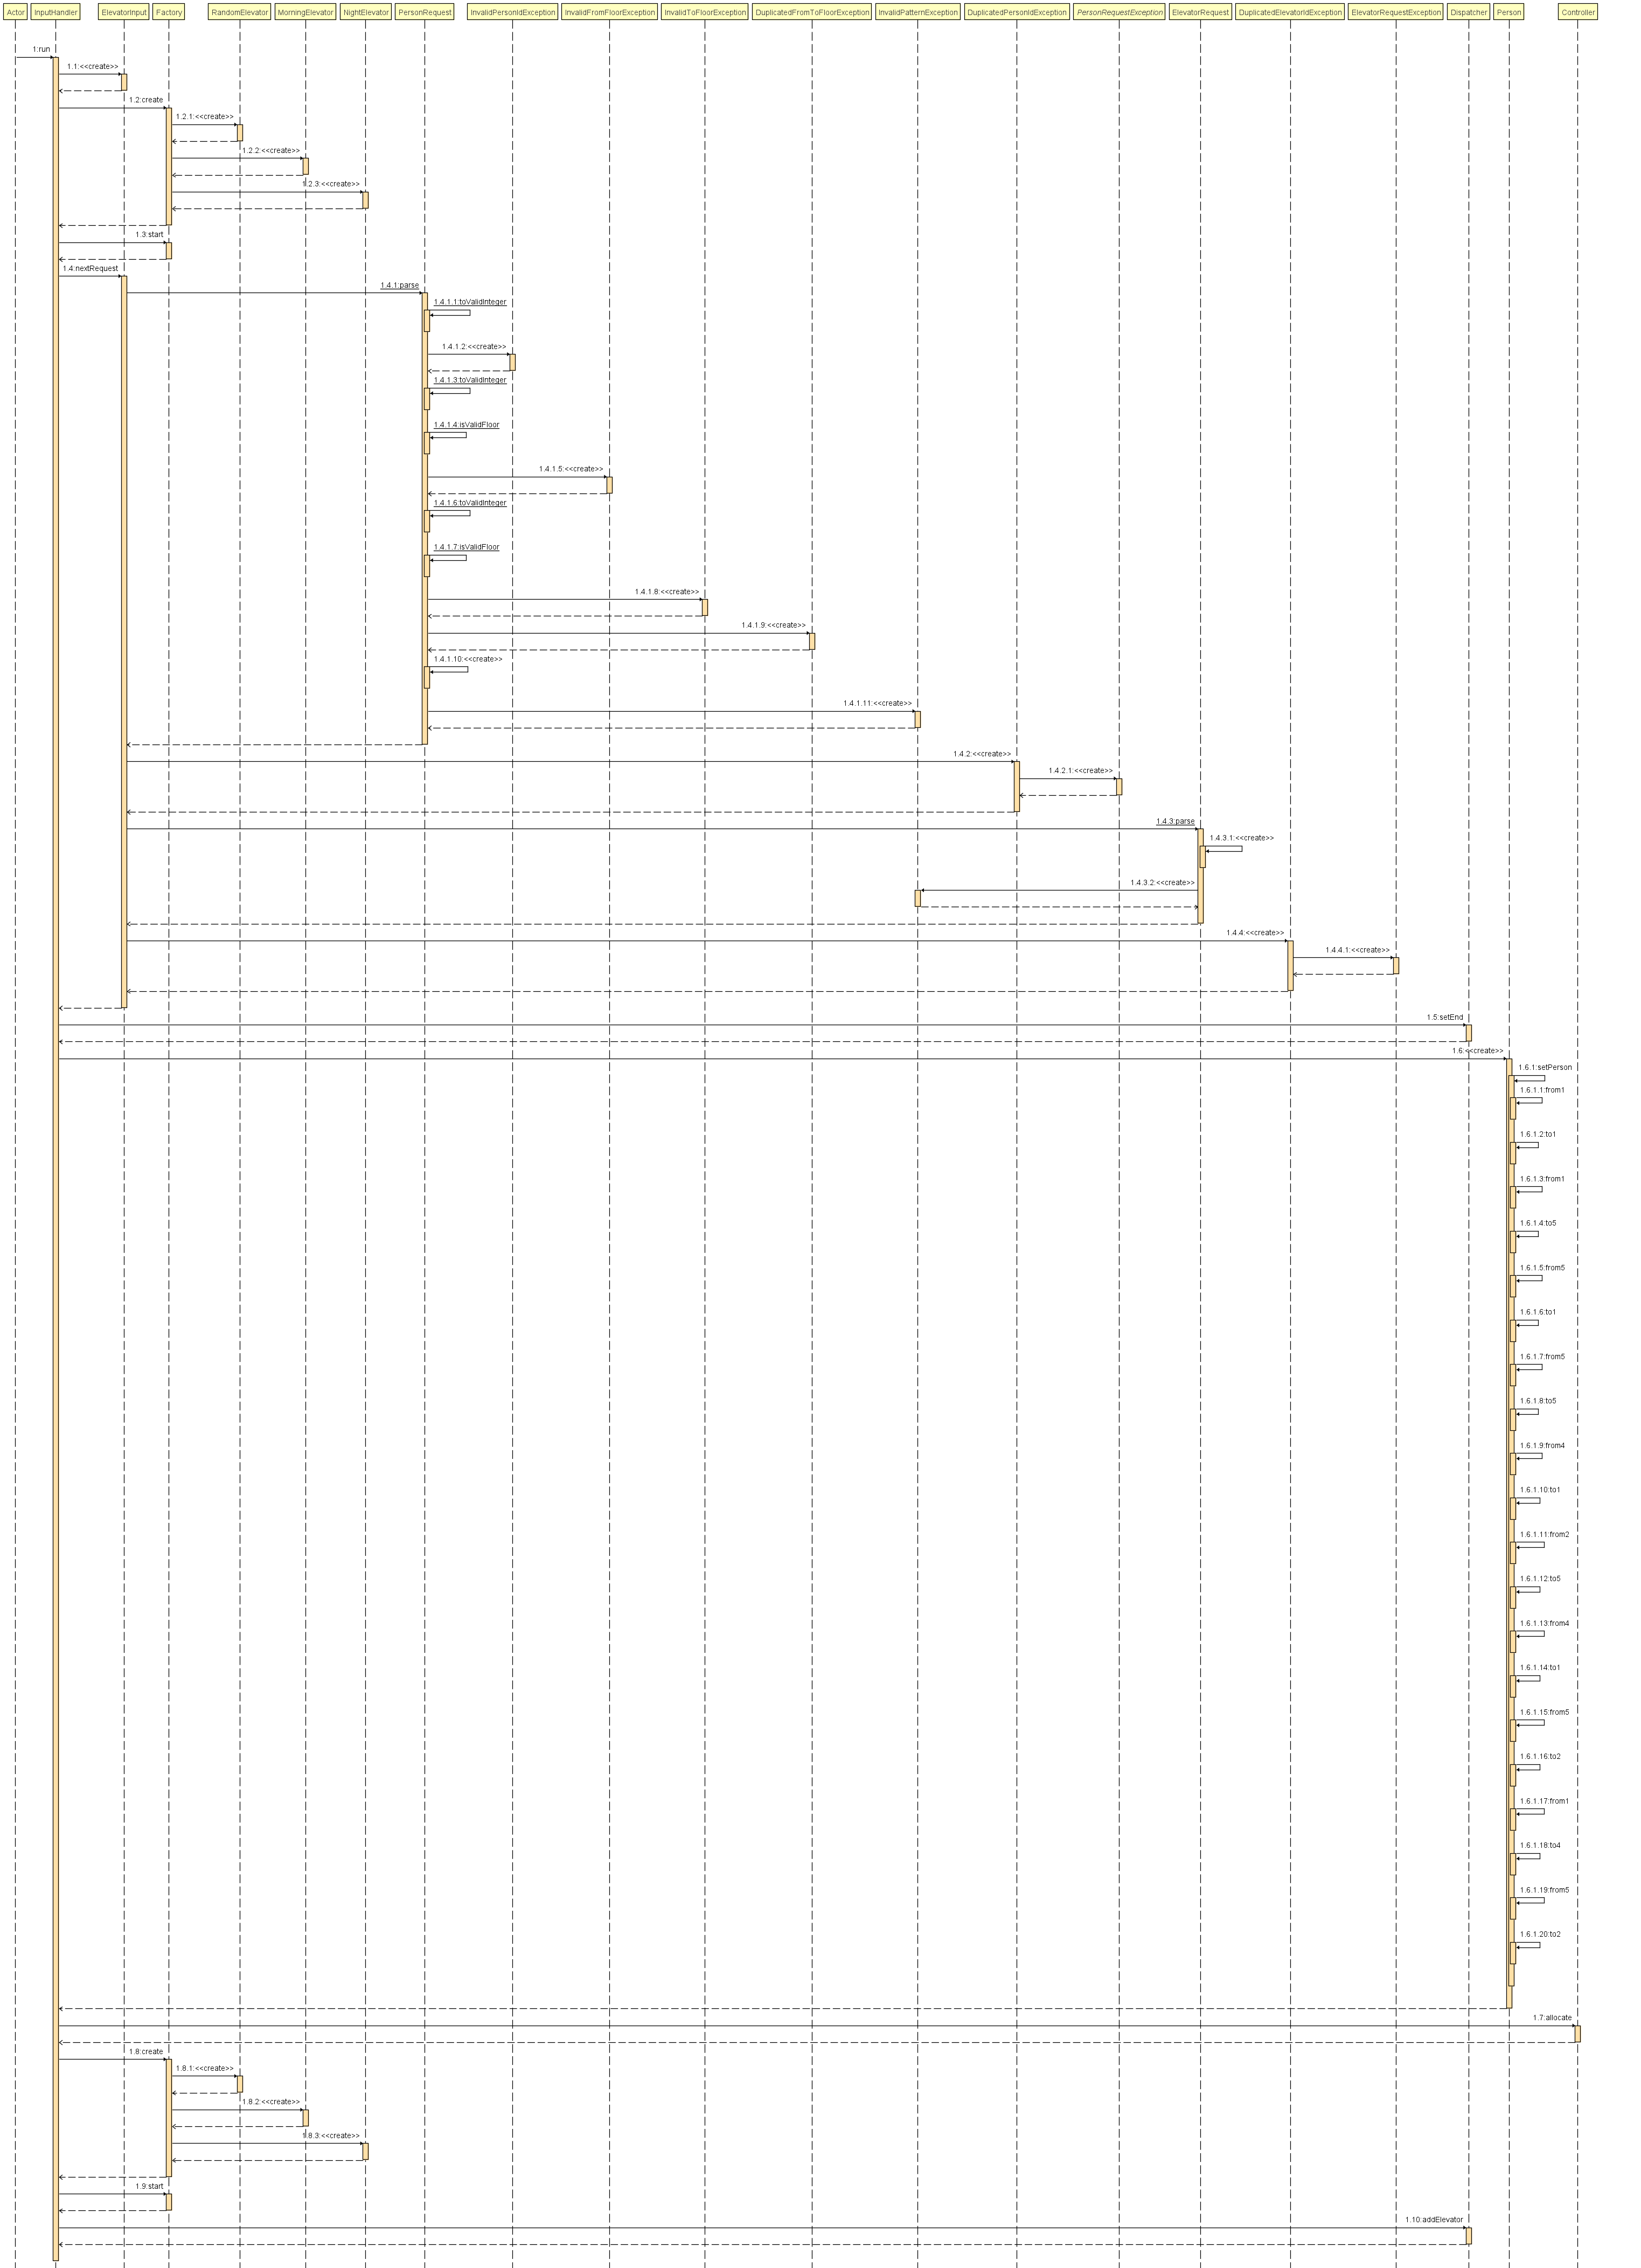 Actor
InputHandler
ElevatorInput
Factory
RandomElevator
MorningElevator
NightElevator
PersonRequest
InvalidPersonIdException
InvalidFromFloorException
InvalidToFloorException
DuplicatedFromToFloorException
InvalidPatternException
DuplicatedPersonIdException
PersonRequestException
ElevatorRequest
DuplicatedElevatorIdException
ElevatorRequestException
Dispatcher
Person
Controller
1:run
1.1:<<create>>
1.2:create
1.2.1:<<create>>
1.2.2:<<create>>
1.2.3:<<create>>
1.3:start
1.4:nextRequest
1.4.1:parse
1.4.1.1:toValidInteger
1.4.1.2:<<create>>
1.4.1.3:toValidInteger
1.4.1.4:isValidFloor
1.4.1.5:<<create>>
1.4.1.6:toValidInteger
1.4.1.7:isValidFloor
1.4.1.8:<<create>>
1.4.1.9:<<create>>
1.4.1.10:<<create>>
1.4.1.11:<<create>>
1.4.2:<<create>>
1.4.2.1:<<create>>
1.4.3:parse
1.4.3.1:<<create>>
1.4.3.2:<<create>>
1.4.4:<<create>>
1.4.4.1:<<create>>
1.5:setEnd
1.6:<<create>>
1.6.1:setPerson
1.6.1.1:from1
1.6.1.2:to1
1.6.1.3:from1
1.6.1.4:to5
1.6.1.5:from5
1.6.1.6:to1
1.6.1.7:from5
1.6.1.8:to5
1.6.1.9:from4
1.6.1.10:to1
1.6.1.11:from2
1.6.1.12:to5
1.6.1.13:from4
1.6.1.14:to1
1.6.1.15:from5
1.6.1.16:to2
1.6.1.17:from1
1.6.1.18:to4
1.6.1.19:from5
1.6.1.20:to2
1.7:allocate
1.8:create
1.8.1:<<create>>
1.8.2:<<create>>
1.8.3:<<create>>
1.9:start
1.10:addElevator